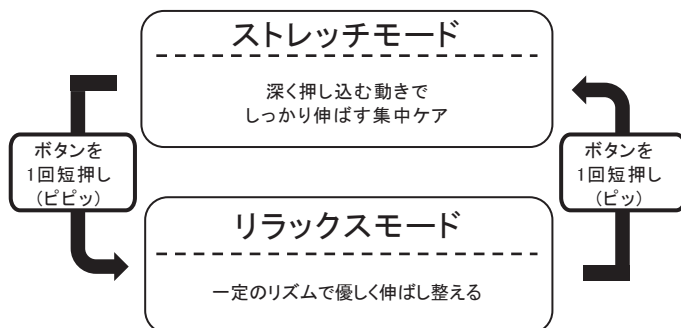 ストレッチモード
深く押し込む動きで
しっかり伸ばす集中ケア
ボタンを
1回短押し
(ピピッ)
ボタンを
1回短押し
(ピッ)
リラックスモード
一定のリズムで優しく伸ばし整える